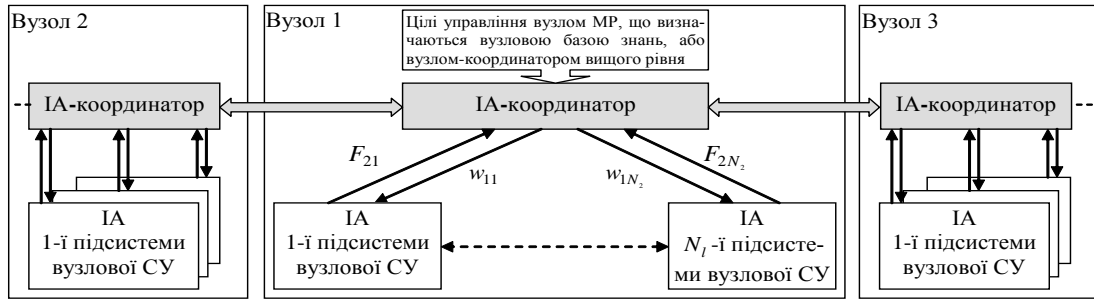 Вузол 2
ІА-координатор
ІА
1-ї підсистеми
вузлової СУ
Вузол 1
Цілі управління вузлом МР, що визна-
чаються вузловою базою знань, або
вузлом-координатором вищого рівня
ІА-координатор
F₂₁
w₁₁
w₁N₂
F₂N₂
ІА
1-ї підсистеми
вузлової СУ
ІА
Nₗ-ї підсисте-
ми вузлової СУ
Вузол 3
ІА-координатор
ІА
1-ї підсистеми
вузлової СУ